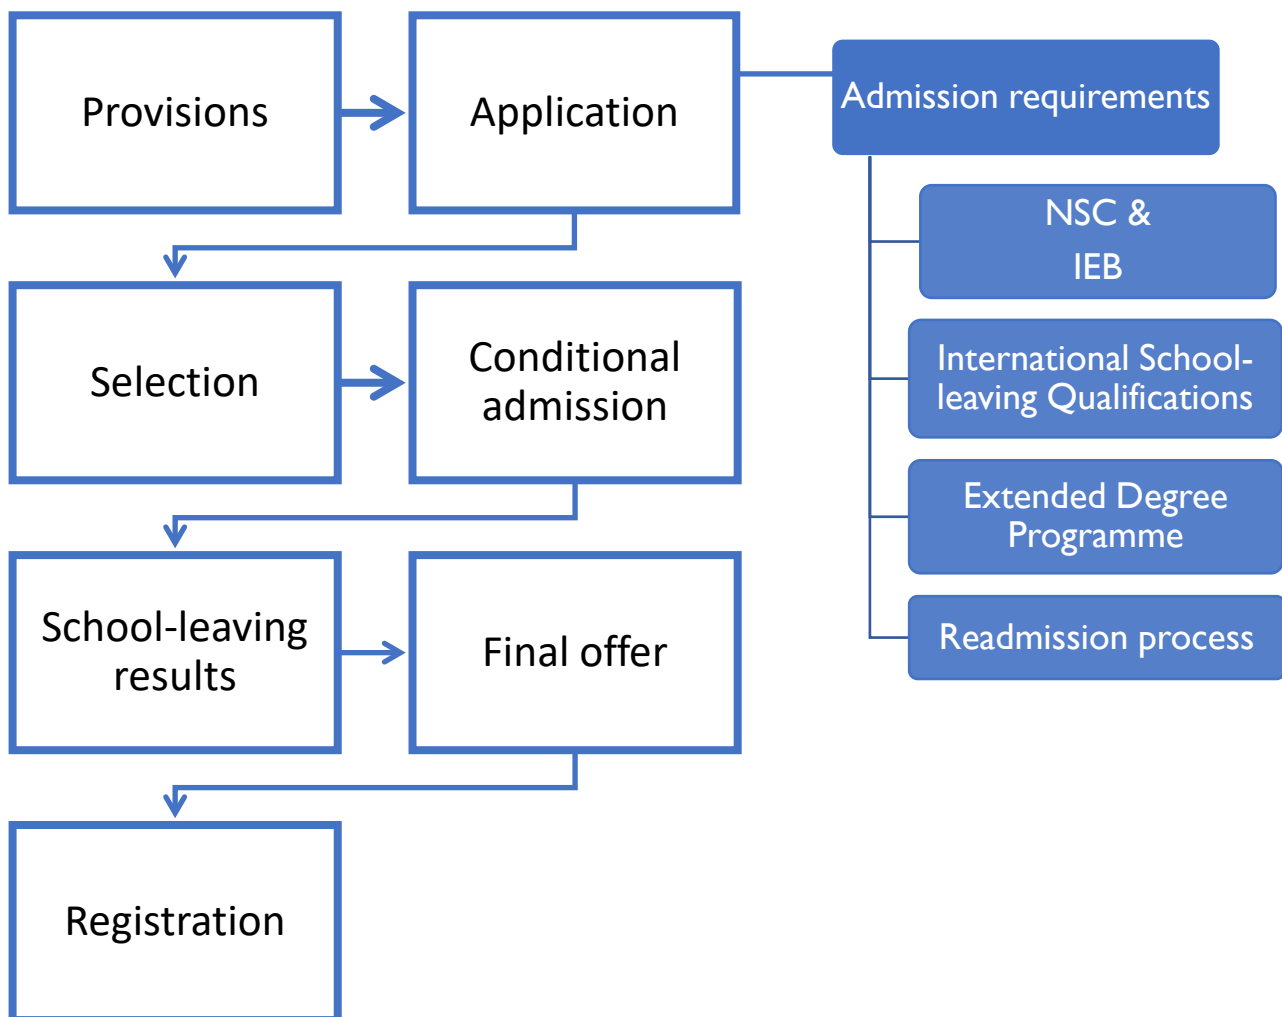 Provisions
Application
Admission requirements
NSC &
IEB
International School-
leaving Qualifications
Extended Degree
Programme
Readmission process
Selection
Conditional
admission
School-leaving
results
Final offer
Registration